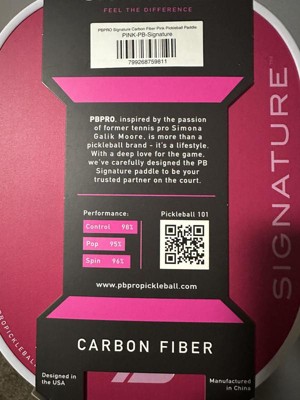 FEEL THE DIFFERENCE
PBPRO Signature Carbon Fiber Pink Pickleball Paddle
PINK-PB-Signature
799268759811
PBPRO, inspired by the passion
of former tennis pro Simona
Galik Moore, is more than a
pickleball brand - it's a lifestyle.
With a deep love for the game,
we've carefully designed the PB
Signature paddle to be your
trusted partner on the court.
Performance:
Control 98%
Pop 95%
Spin 96%
Pickleball 101
www.pbpropickleball.com
CARBON FIBER
Designed in
the USA
Manufactured
in China
SIGNATURE™
PROPICKLEBALL